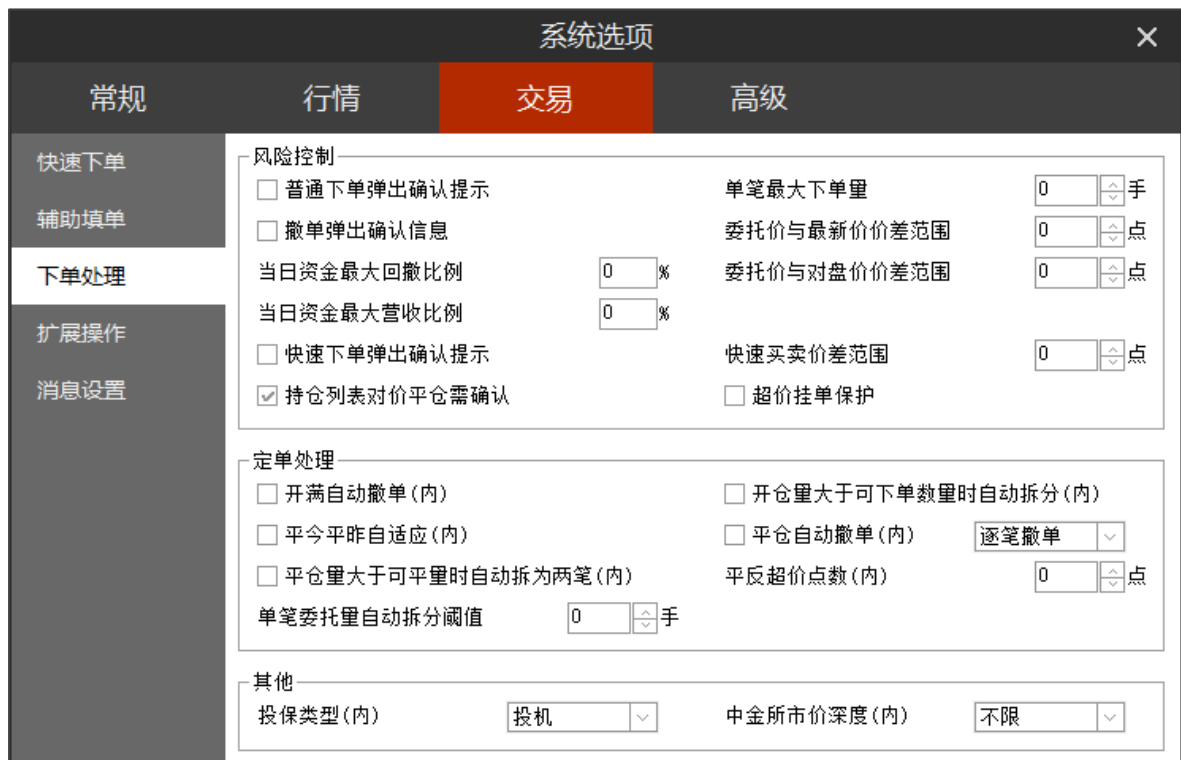 系统选项
常规 行情 交易 高级
快速下单
辅助填单
下单处理
扩展操作
消息设置
风险控制
普通下单弹出确认提示 单笔最大下单量 0 手
撤单弹出确认信息 委托价与最新价价差范围 0 点
当日资金最大回撤比例 0 % 委托价与对盘价价差范围 0 点
当日资金最大营收比例 0 %
快速下单弹出确认提示 快速买卖价差范围 0 点
持仓列表对价平仓需确认 超价挂单保护
定单处理
开满自动撤单(内) 开仓量大于可下单数量时自动拆分(内)
平今平昨自适应(内) 平仓自动撤单(内) 逐笔撤单
平仓量大于可平量时自动拆为两笔(内) 平反超价点数(内) 0 点
单笔委托量自动拆分阈值 0 手
其他
投保类型(内) 投机 中金所市价深度(内) 不限